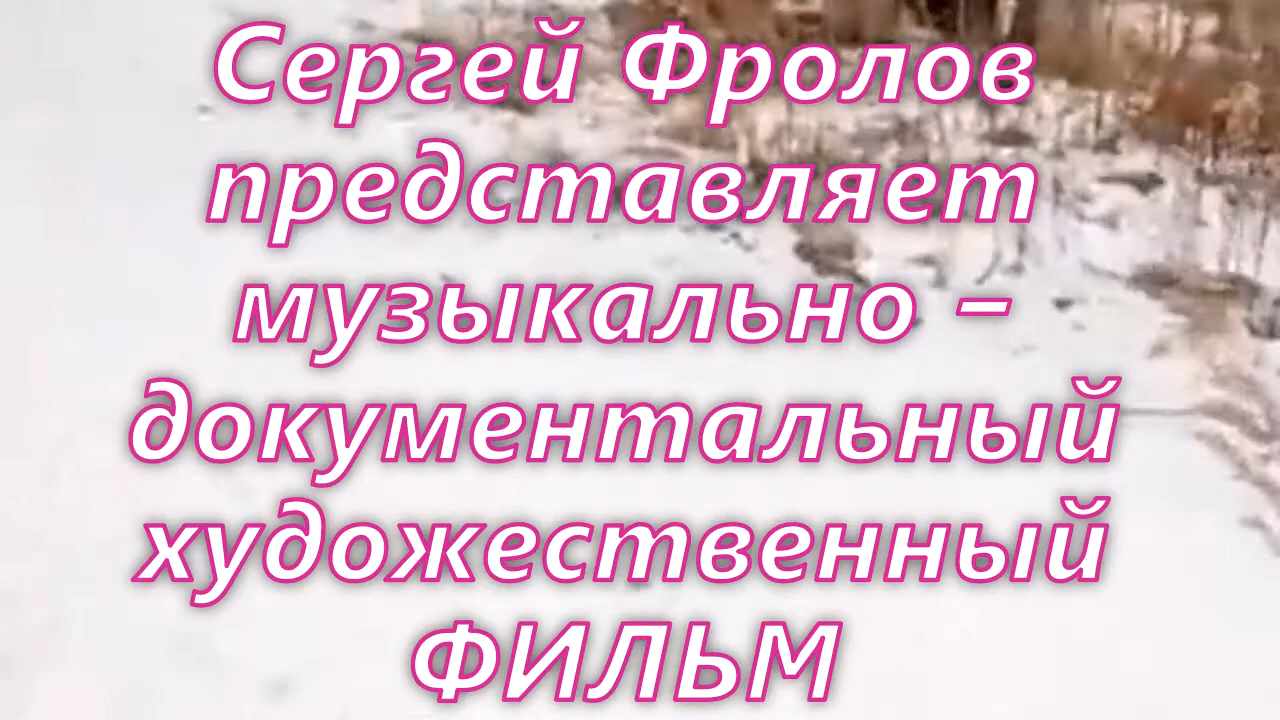 Сергей Фролов
представляет
музыкально –
документальный
художественный
ФИЛЬМ